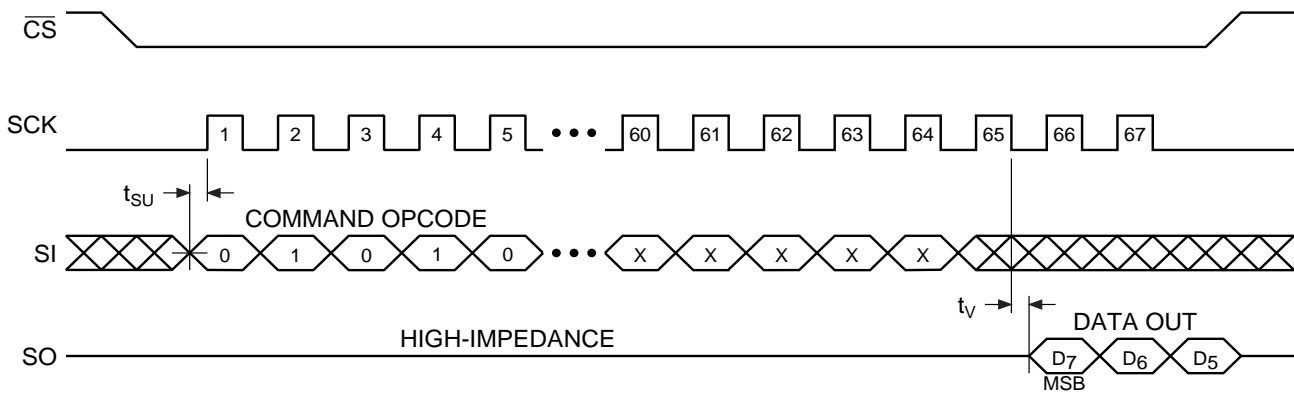 CS
SCK
1 2 3 4 5 ••• 60 61 62 63 64 65 66 67
tSU
COMMAND OPCODE
SI
0 1 0 1 0 ••• X X X X X
tV
HIGH-IMPEDANCE
DATA OUT
SO
D7 D6 D5
MSB